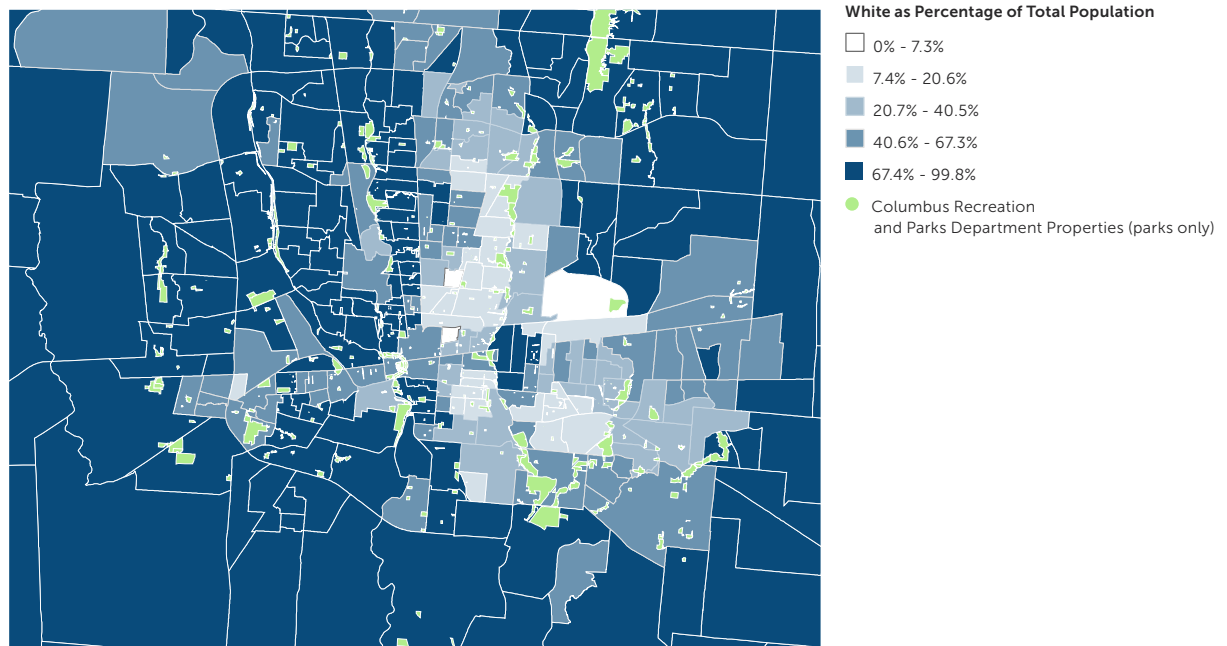 White as Percentage of Total Population
0% - 7.3%
7.4% - 20.6%
20.7% - 40.5%
40.6% - 67.3%
67.4% - 99.8%
Columbus Recreation
and Parks Department Properties (parks only)